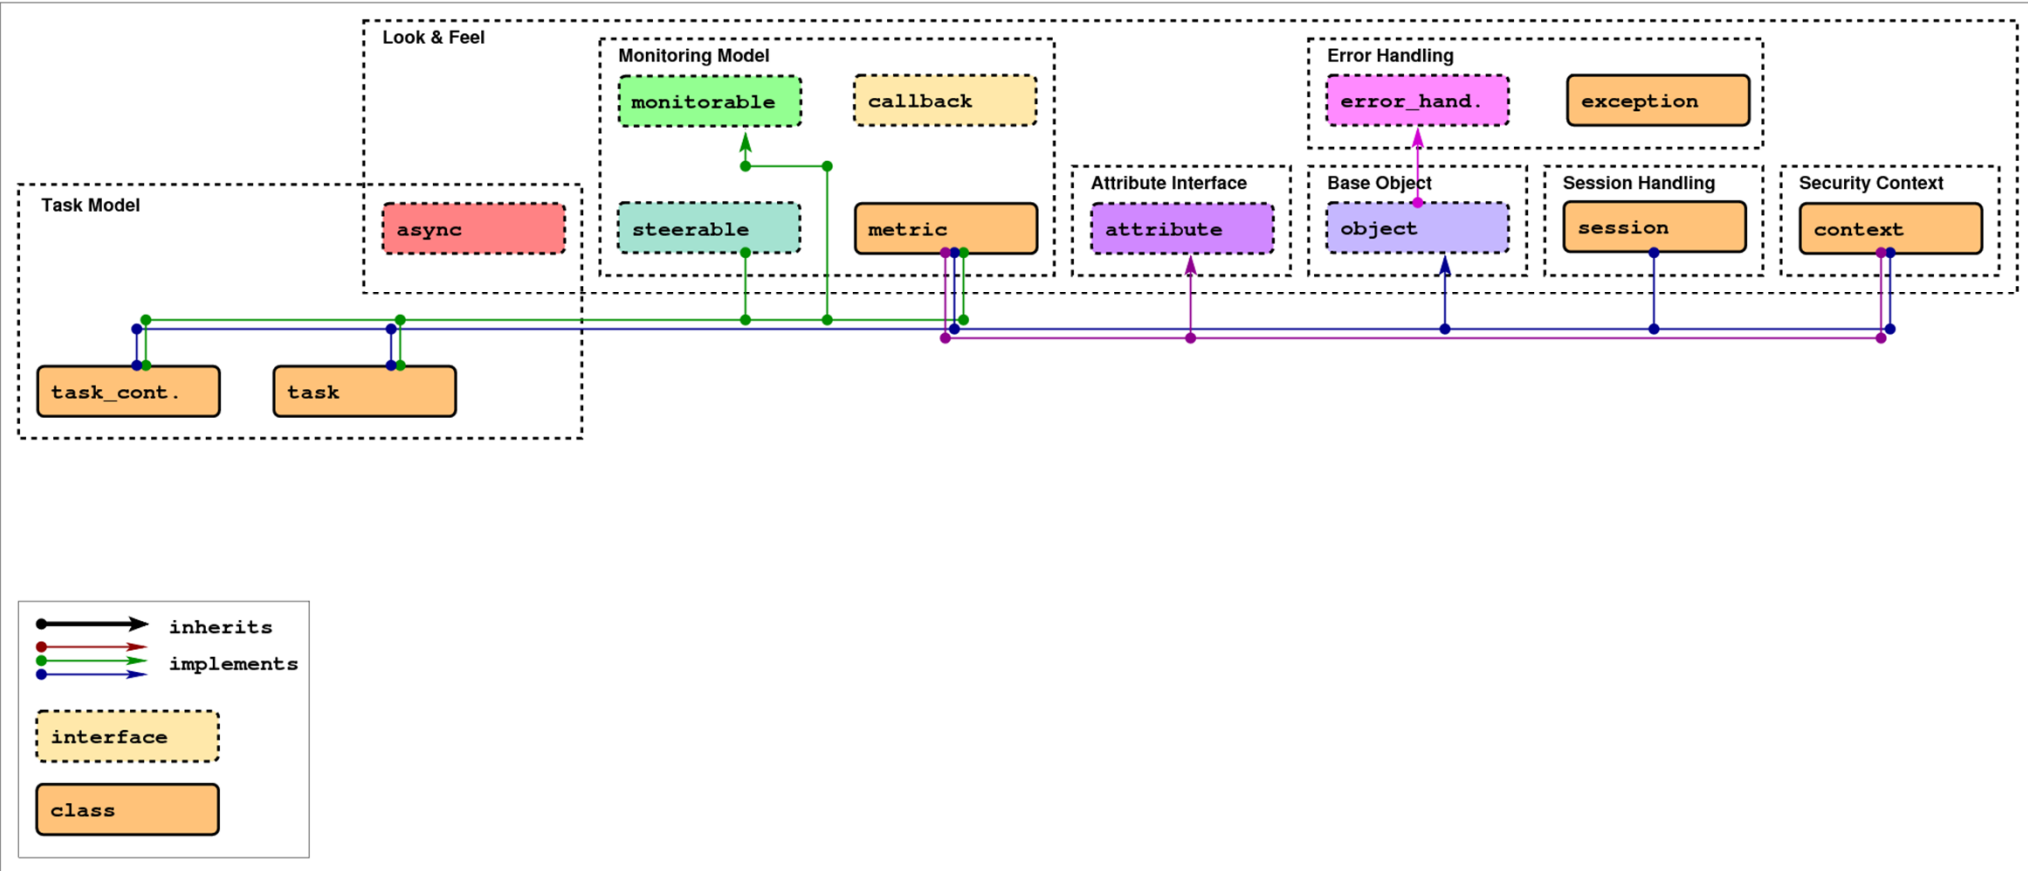 Look & Feel
Monitoring Model
Error Handling
monitorable
callback
error_hand.
exception
Task Model
Attribute Interface
Base Object
Session Handling
Security Context
async
steerable
metric
attribute
object
session
context
task_cont.
task
inherits
implements
interface
class